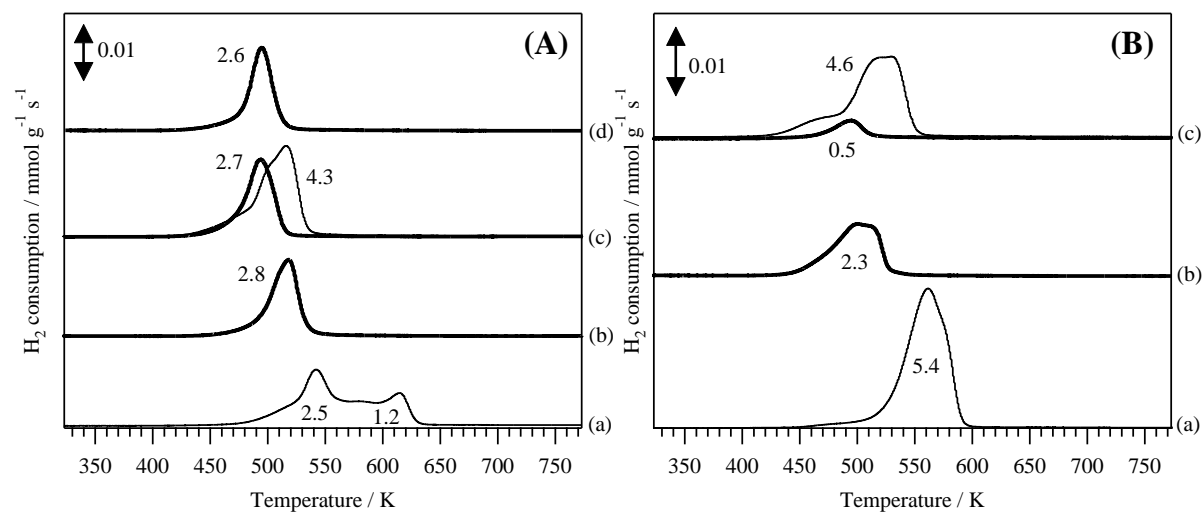 (A)
0.01
2.6
(d)
2.7
4.3
(c)
2.8
(b)
2.5
1.2
(a)
H2 consumption / mmol g-1 s-1
350 400 450 500 550 600 650 700 750
Temperature / K
(B)
0.01
4.6
(c)
0.5
2.3
(b)
5.4
(a)
H2 consumption / mmol g-1 s-1
350 400 450 500 550 600 650 700 750
Temperature / K